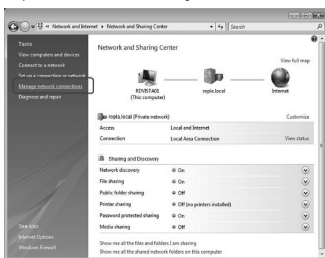 « Network and Internet ▸ Network and Sharing Center
Search
Tasks
View computers and devices
Connect to a network
Set up a connection or network
Manage network connections
Diagnose and repair
See also
Internet Options
Windows Firewall
Network and Sharing Center
View full map
RDVISTA01
(This computer)
ropla.local
Internet
ropla.local (Private network)
Customize
Access
Local and Internet
Connection
Local Area Connection
View status
Sharing and Discovery
Network discovery
On
File sharing
On
Public folder sharing
Off
Printer sharing
Off (no printers installed)
Password protected sharing
On
Media sharing
Off
Show me all the files and folders I am sharing
Show me all the shared network folders on this computer